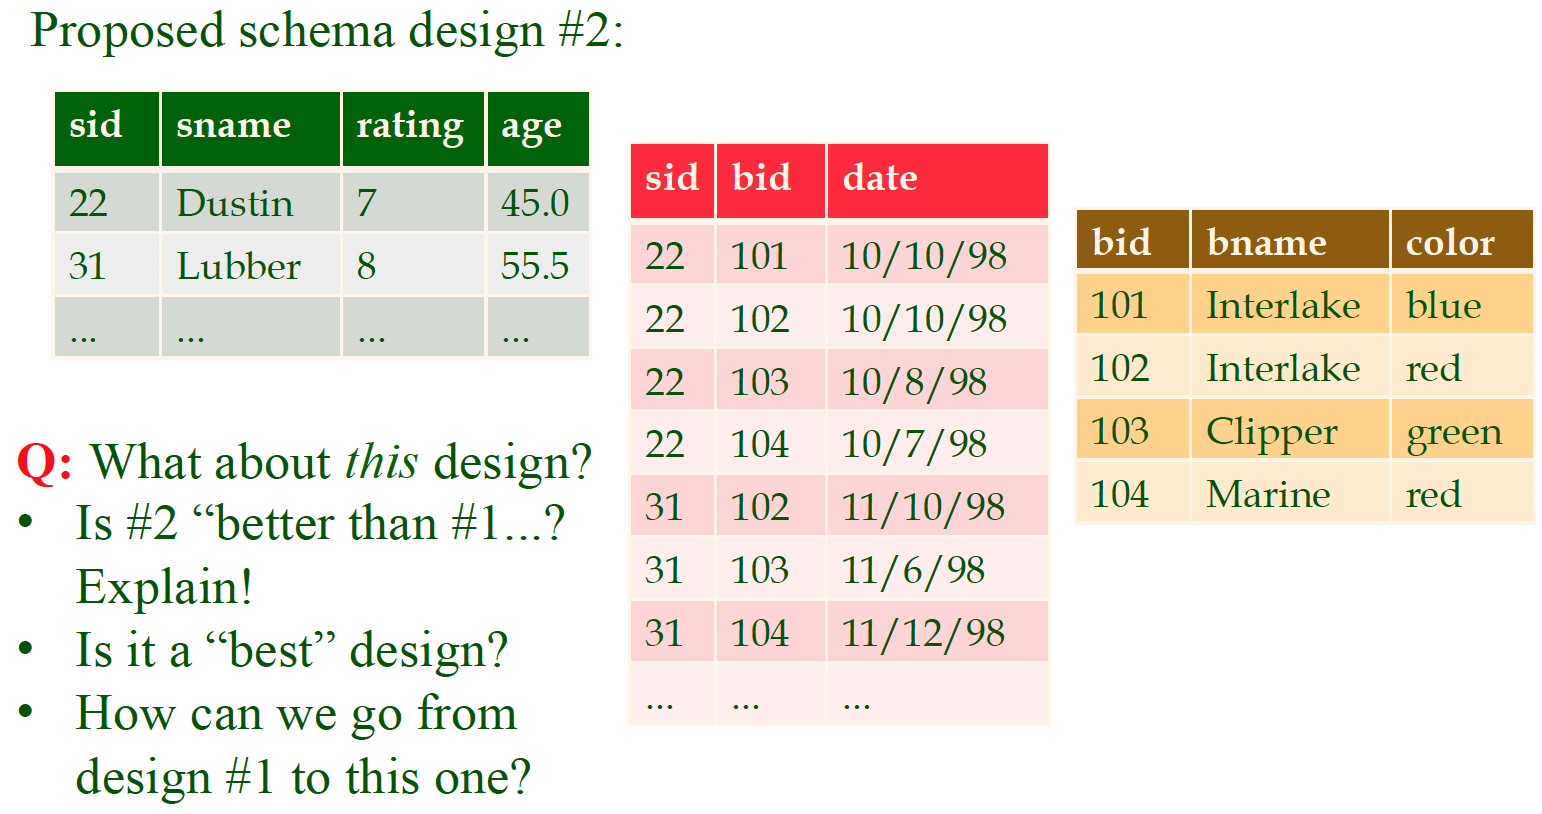 Proposed schema design #2:
sid sname rating age
22 Dustin 7 45.0
31 Lubber 8 55.5
... ... ... ...
sid bid date
22 101 10/10/98
22 102 10/10/98
22 103 10/8/98
22 104 10/7/98
31 102 11/10/98
31 103 11/6/98
31 104 11/12/98
... ... ...
bid bname color
101 Interlake blue
102 Interlake red
103 Clipper green
104 Marine red
Q: What about this design?
• Is #2 “better than #1...?
Explain!
• Is it a “best” design?
• How can we go from
design #1 to this one?